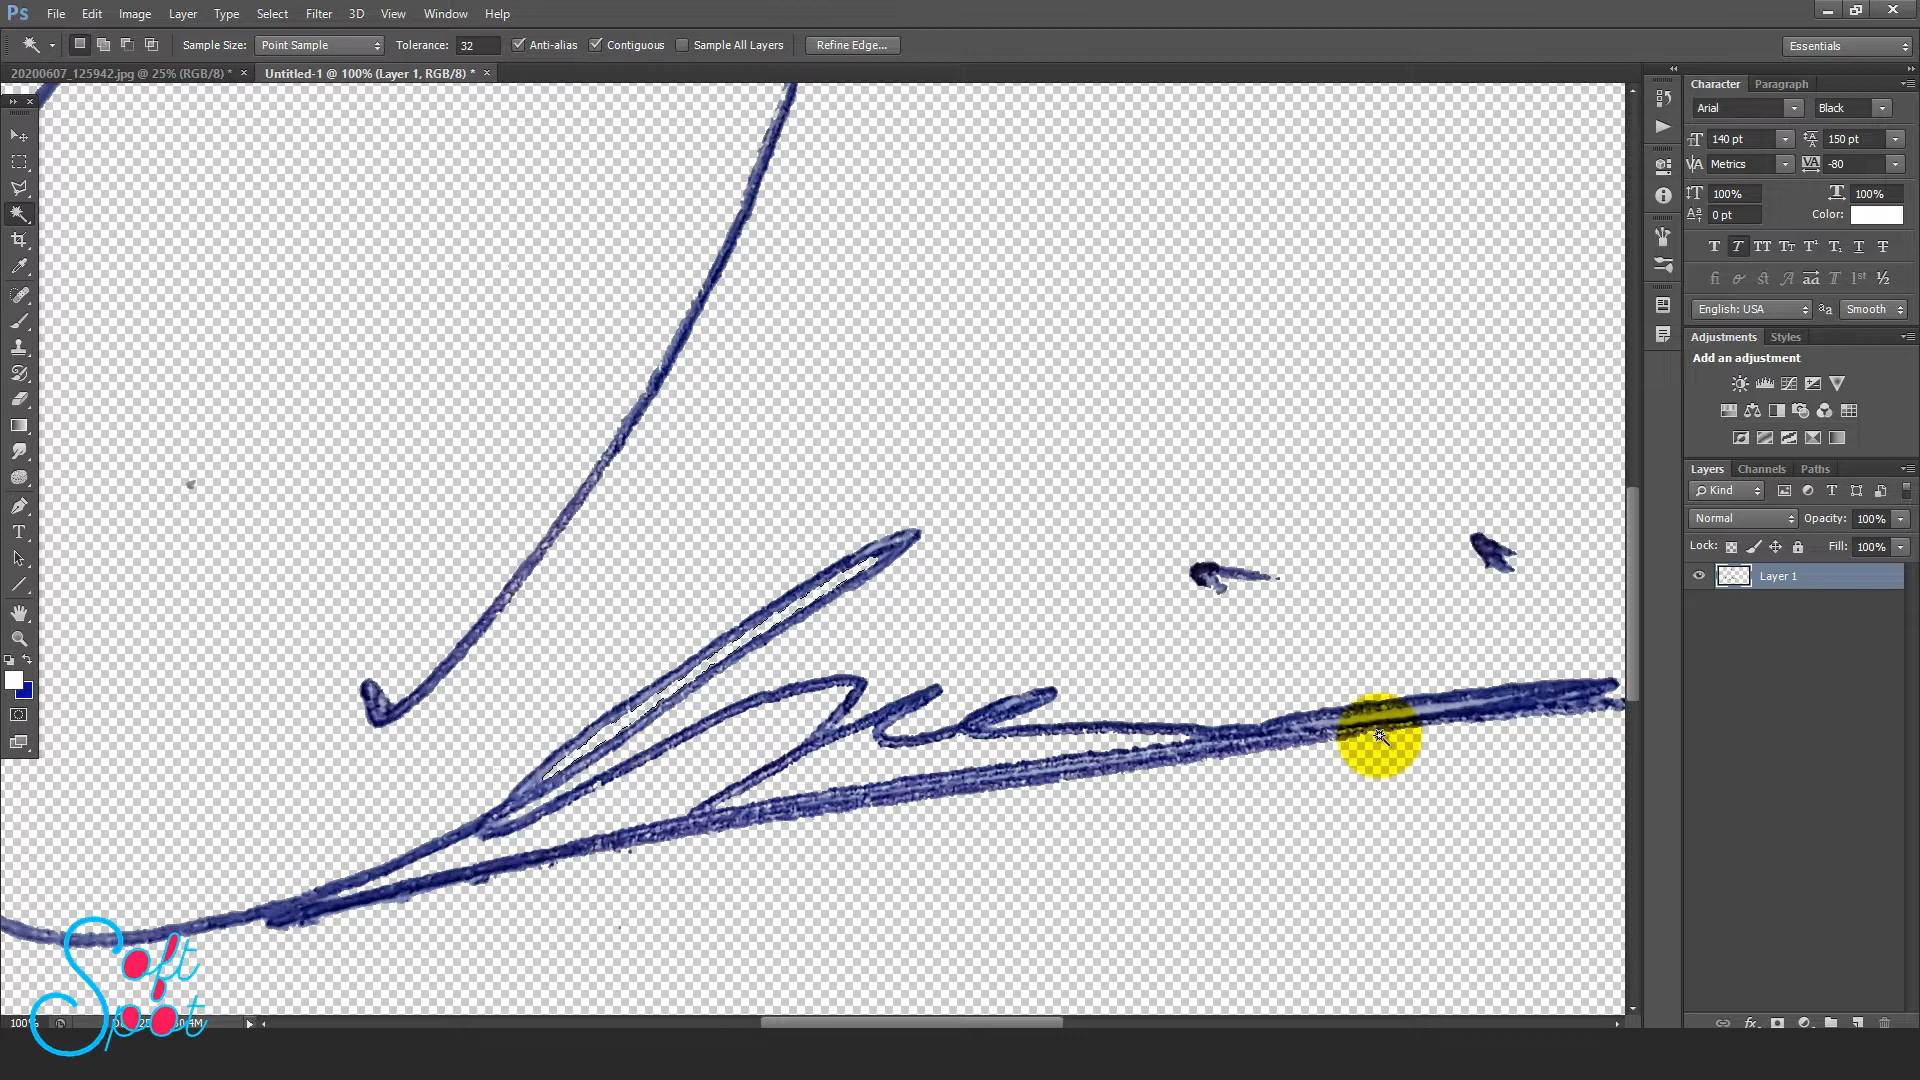 Ps File Edit Image Layer Type Select Filter 3D View Window Help
Sample Size: Point Sample Tolerance: 32 Anti-alias Contiguous Sample All Layers Refine Edge... Essentials
20200607_125942.jpg @ 25% (RGB/8) * × Untitled-1 @ 100% (Layer 1, RGB/8) * ×
Character Paragraph
Arial Black
140 pt 150 pt
Metrics -80
100% 100%
0 pt Color:
English: USA Smooth
Adjustments Styles
Add an adjustment
Layers Channels Paths
Kind
Normal Opacity: 100%
Lock: Fill: 100%
Layer 1
Soft
Spot
100%